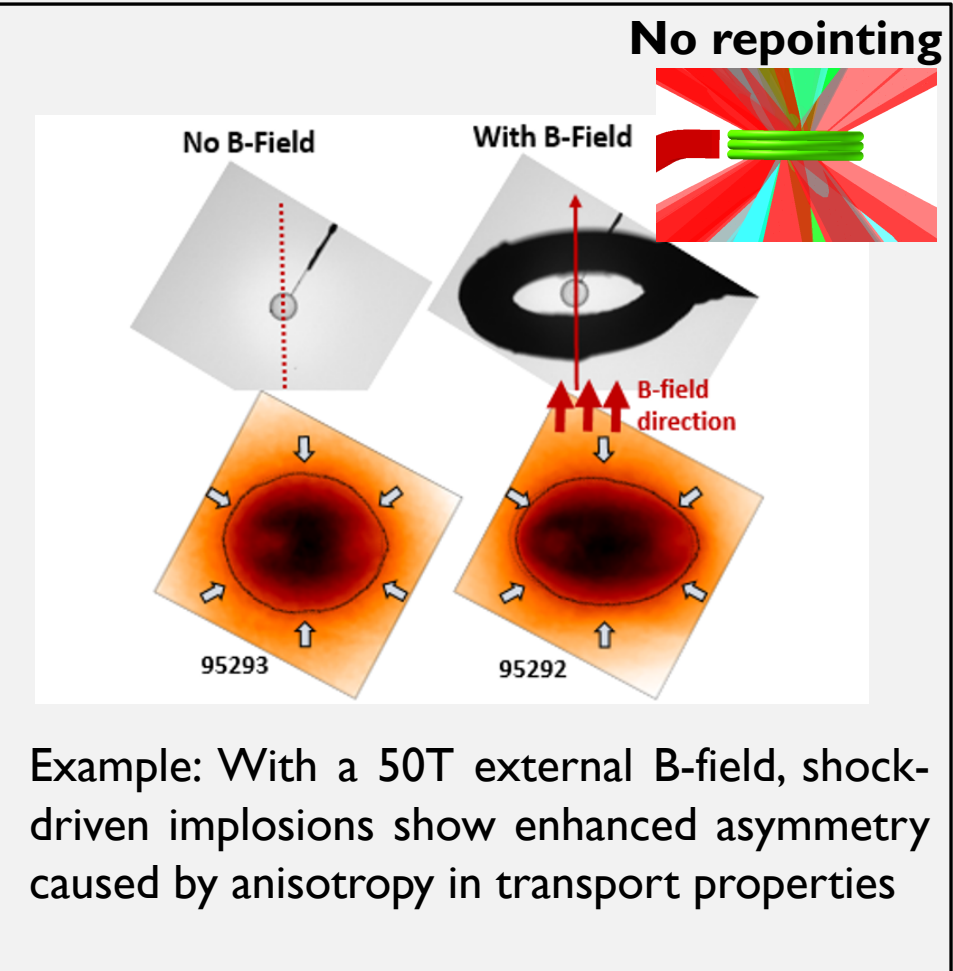 No repointing
No B-Field
With B-Field
B-field
direction
95293
95292
Example: With a 50T external B-field, shock-
driven implosions show enhanced asymmetry
caused by anisotropy in transport properties